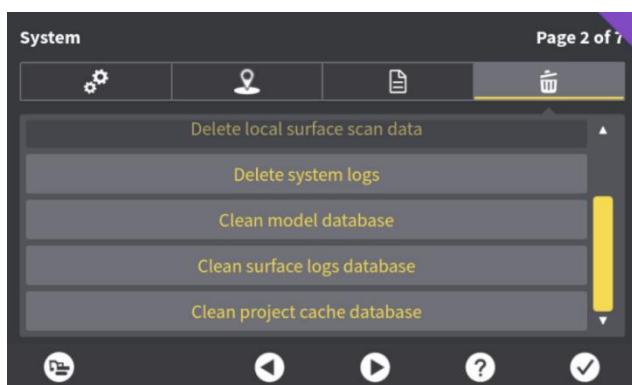 System
Page 2 of 7
Delete local surface scan data
Delete system logs
Clean model database
Clean surface logs database
Clean project cache database
?